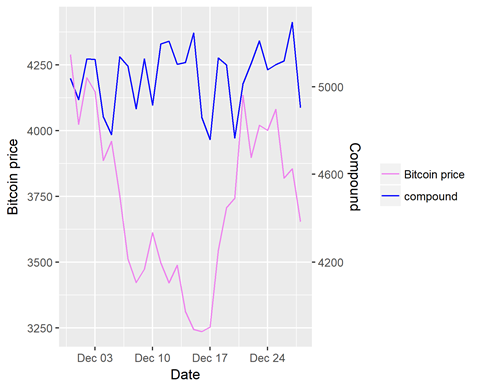 Bitcoin price
4250
4000
3750
3500
3250
5000
4600
4200
Compound
Dec 03 Dec 10 Dec 17 Dec 24
Date
Bitcoin price
compound